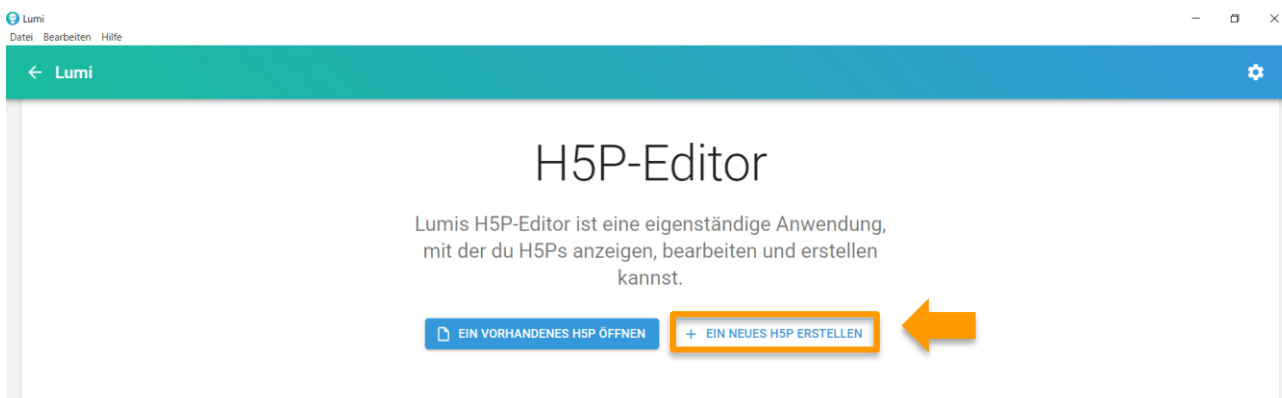 Lumi
Datei Bearbeiten Hilfe
Lumi
H5P-Editor
Lumis H5P-Editor ist eine eigenständige Anwendung,
mit der du H5Ps anzeigen, bearbeiten und erstellen
kannst.
EIN VORHANDENES H5P ÖFFNEN + EIN NEUES H5P ERSTELLEN